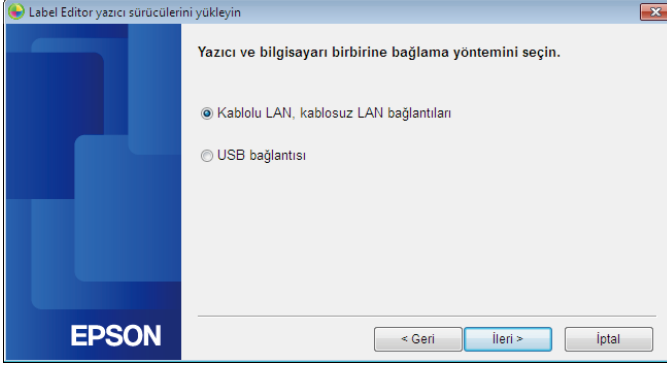 Label Editor yazıcı sürücülerini yükleyin
Yazıcı ve bilgisayarı birbirine bağlama yöntemini seçin.
Kablolu LAN, kablosuz LAN bağlantıları
USB bağlantısı
EPSON
< Geri
İleri >
İptal